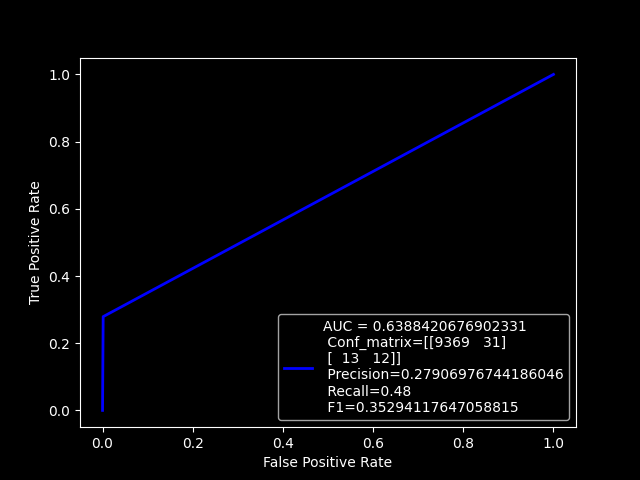 1.0
0.8
0.6
0.4
0.2
0.0
True Positive Rate
AUC = 0.6388420676902331
Conf_matrix=[[9369 31]
[ 13 12]]
Precision=0.27906976744186046
Recall=0.48
F1=0.35294117647058815
0.0 0.2 0.4 0.6 0.8 1.0
False Positive Rate